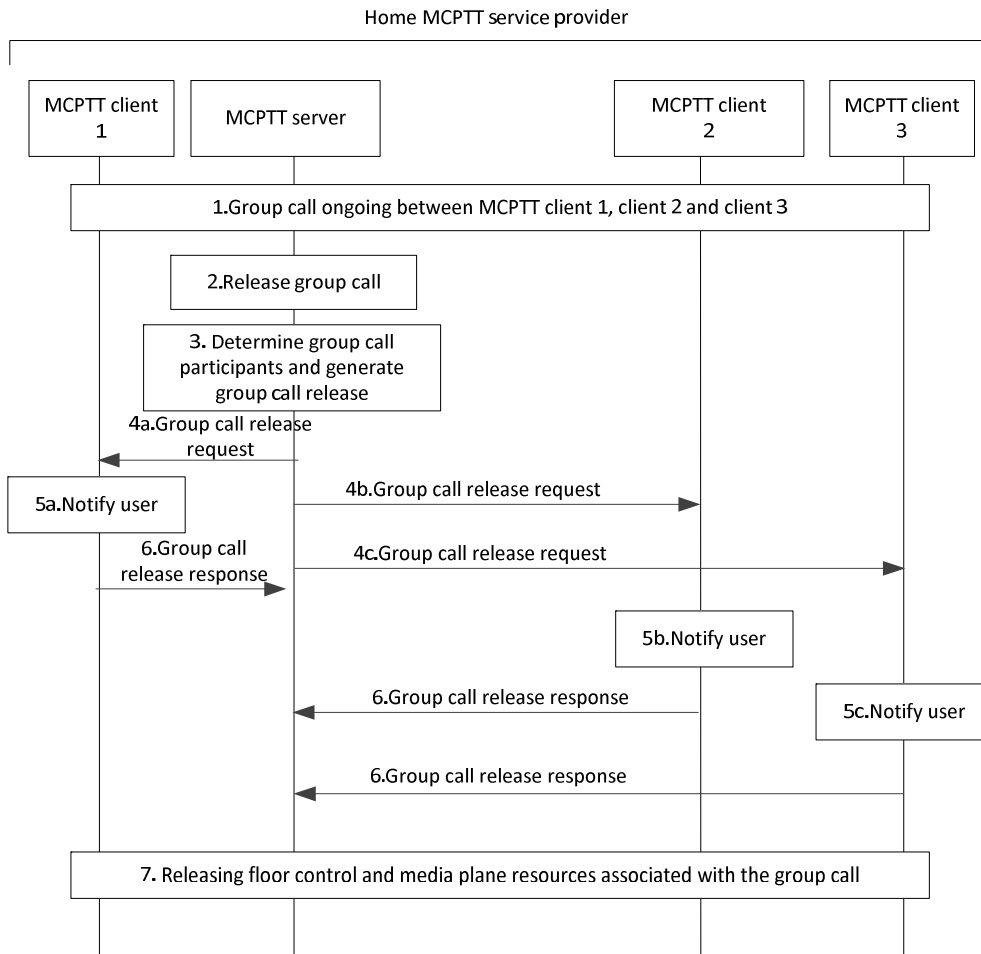 Home MCPTT service provider
MCPTT client
1
MCPTT server
MCPTT client
2
MCPTT client
3
1.Group call ongoing between MCPTT client 1, client 2 and client 3
2.Release group call
3. Determine group call
participants and generate
group call release
4a.Group call release
request
4b.Group call release request
5a.Notify user
6.Group call
release response
4c.Group call release request
5b.Notify user
6.Group call release response
5c.Notify user
6.Group call release response
7. Releasing floor control and media plane resources associated with the group call